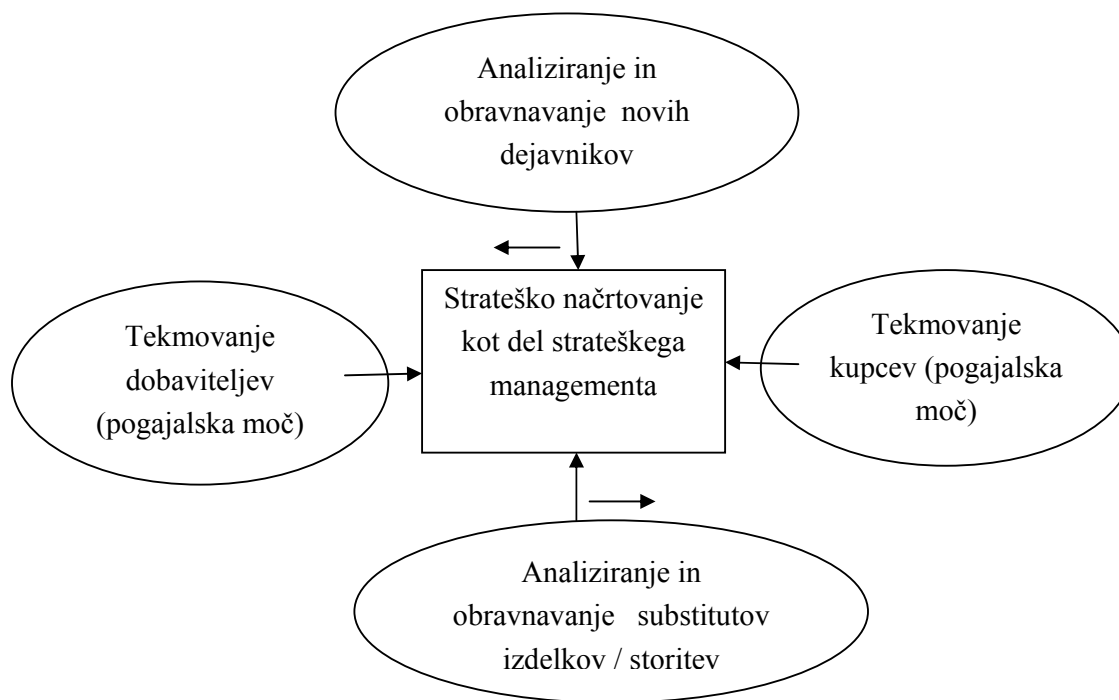 Analiziranje in
obravnavanje novih
dejavnikov
Strateško načrtovanje
kot del strateškega
managementa
Tekmovanje
dobaviteljev
(pogajalska moč)
Tekmovanje
kupcev (pogajalska
moč)
Analiziranje in
obravnavanje substitutov
izdelkov / storitev